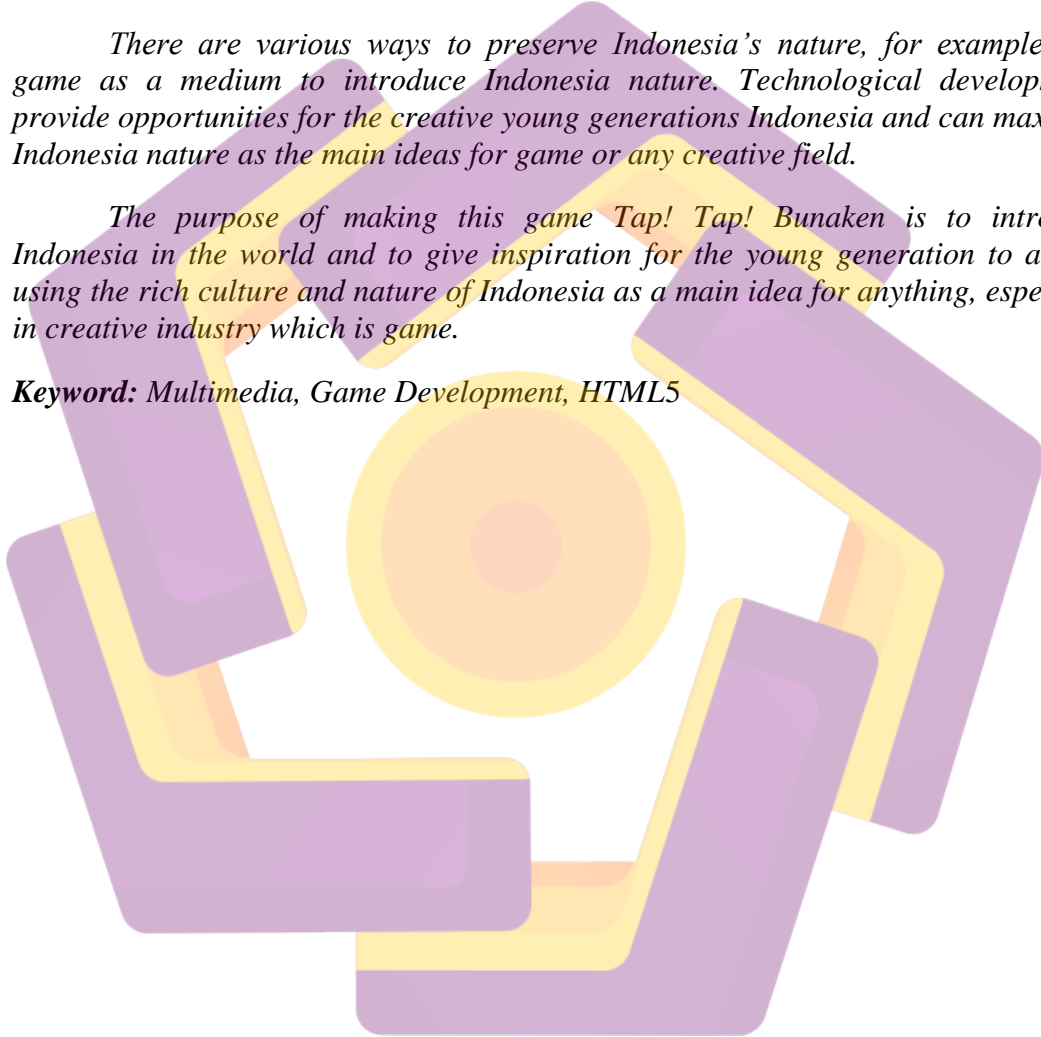 There are various ways to preserve Indonesia's nature, for example
game as a medium to introduce Indonesia nature. Technological develop
provide opportunities for the creative young generations Indonesia and can max
Indonesia nature as the main ideas for game or any creative field.
The purpose of making this game Tap! Tap! Bunaken is to intr
Indonesia in the world and to give inspiration for the young generation to a
using the rich culture and nature of Indonesia as a main idea for anything, espe
in creative industry which is game.
Keyword: Multimedia, Game Development, HTML5